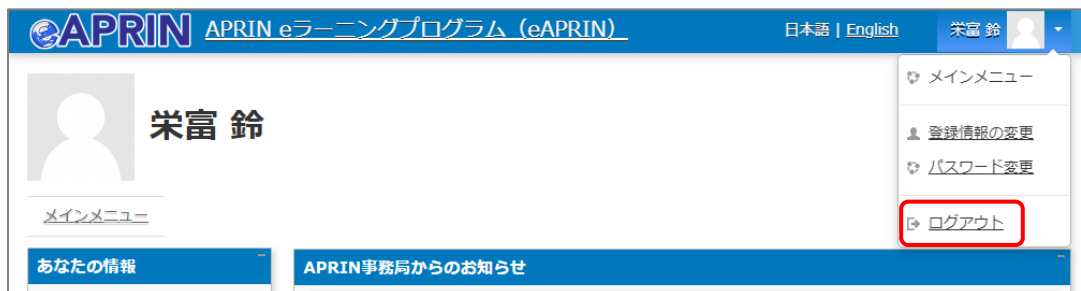 APRIN APRIN eラーニングプログラム（eAPRIN） 日本語 | English 栄富 鈴
メインメニュー
栄富 鈴
登録情報の変更
パスワード変更
メインメニュー
ログアウト
あなたの情報
APRIN事務局からのお知らせ